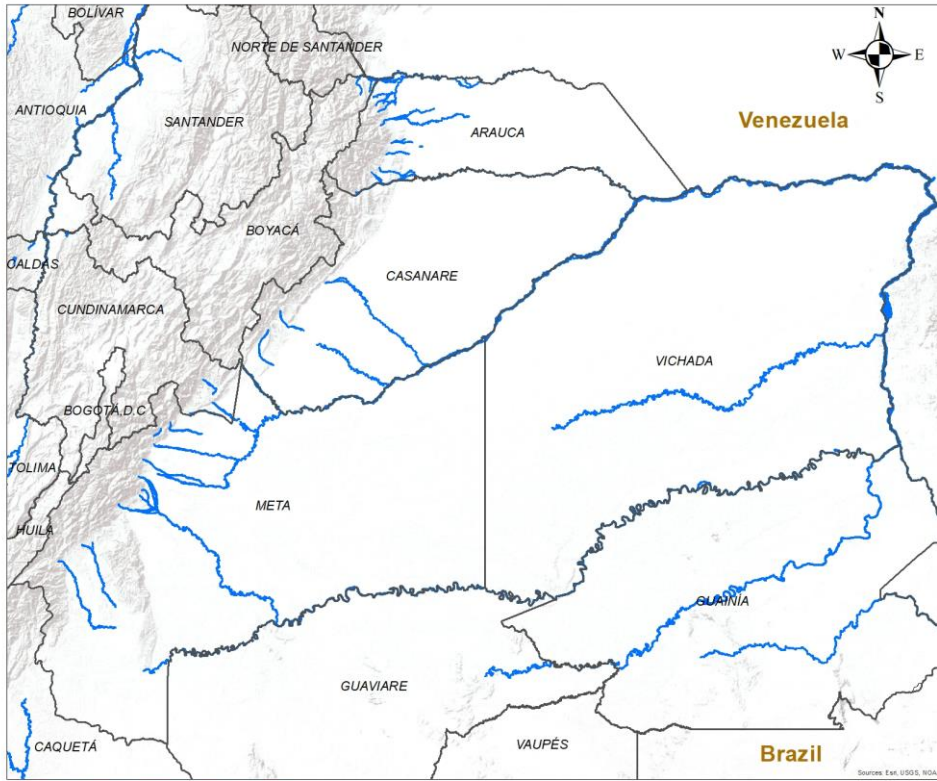 BOLÍVAR
N
NORTE DE SANTANDER
W E
S
ANTIOQUIA
SANTANDER
Venezuela
ARAUCA
BOYACÁ
CALDAS
CASANARE
CUNDINAMARCA
VICHADA
BOGOTÁ,D.C
TOLIMA
META
HUILA
GUAINÍA
GUAVIARE
VAUPÉS
CAQUETÁ
Brazil
Sources: Esri, USGS, NOA